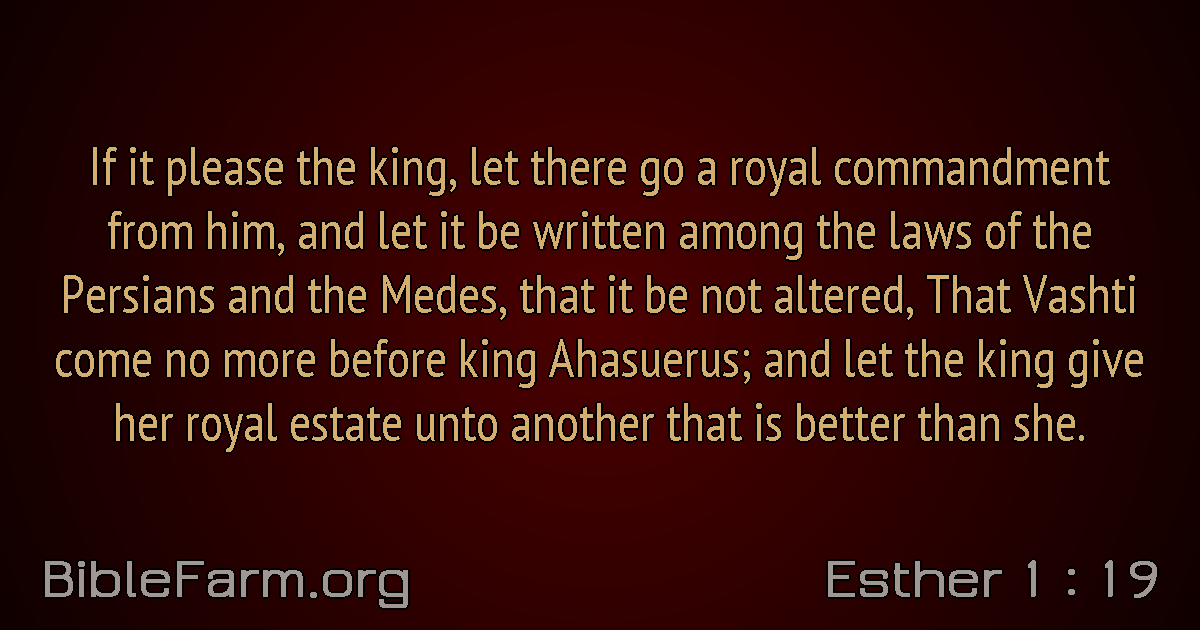 If it please the king, let there go a royal commandment
from him, and let it be written among the laws of the
Persians and the Medes, that it be not altered, That Vashti
come no more before king Ahasuerus; and let the king give
her royal estate unto another that is better than she.
BibleFarm.org
Esther 1 : 19